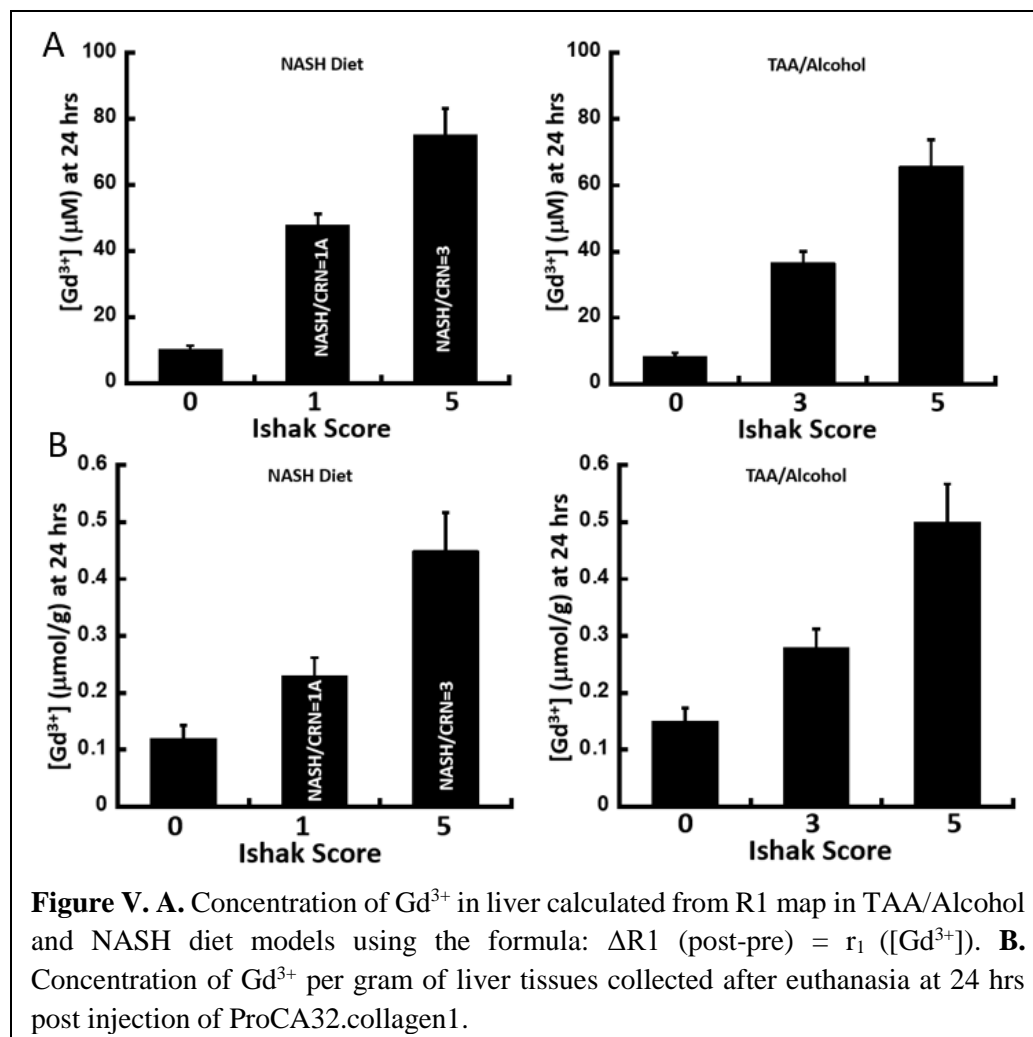 A
NASH Diet
[Gd³⁺] (µM) at 24 hrs
100
80
60
40
20
0
NASH/CRN=1A
NASH/CRN=3
0 1 5
Ishak Score
TAA/Alcohol
[Gd³⁺] (µM) at 24 hrs
100
80
60
40
20
0
0 3 5
Ishak Score
B
NASH Diet
[Gd³⁺] (µmol/g) at 24 hrs
0.6
0.5
0.4
0.3
0.2
0.1
0
NASH/CRN=1A
NASH/CRN=3
0 1 5
Ishak Score
TAA/Alcohol
[Gd³⁺] (µmol/g) at 24 hrs
0.6
0.5
0.4
0.3
0.2
0.1
0
0 3 5
Ishak Score
Figure V. A. Concentration of Gd³⁺ in liver calculated from R1 map in TAA/Alcohol
and NASH diet models using the formula: ΔR1 (post-pre) = r₁ ([Gd³⁺]). B.
Concentration of Gd³⁺ per gram of liver tissues collected after euthanasia at 24 hrs
post injection of ProCA32.collagen1.